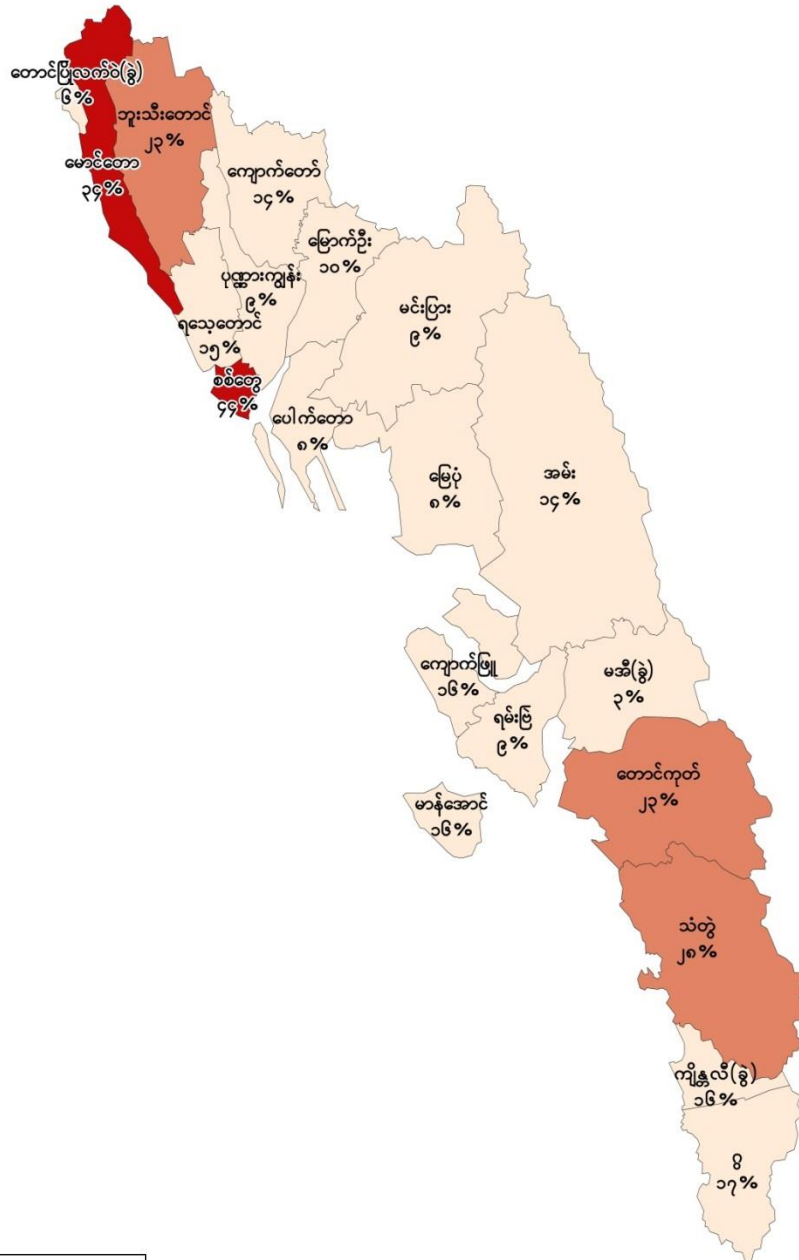 တောင်ပြိုလက်ဝဲ(ခွဲ)
၆%
ဘူးသီးတောင်
၂၃%
မောင်တော
၃၄%
ကျောက်တော်
၁၄%
မြောက်ဦး
၁၀%
ပုဏ္ဏားကျွန်း
၉%
မင်းပြား
၉%
ရသေ့တောင်
၁၅%
စစ်တွေ
၄၄%
ပေါက်တော
၈%
မြေပုံ
၈%
အမ်း
၁၄%
ကျောက်ဖြူ
၁၆%
မအီ(ခွဲ)
၃%
ရမ်းဗြဲ
၉%
တောင်ကုတ်
၂၃%
မာန်အောင်
၁၆%
သံတွဲ
၂၈%
ကျိန္တလီ(ခွဲ)
၁၆%
ဂွ
၁၇%